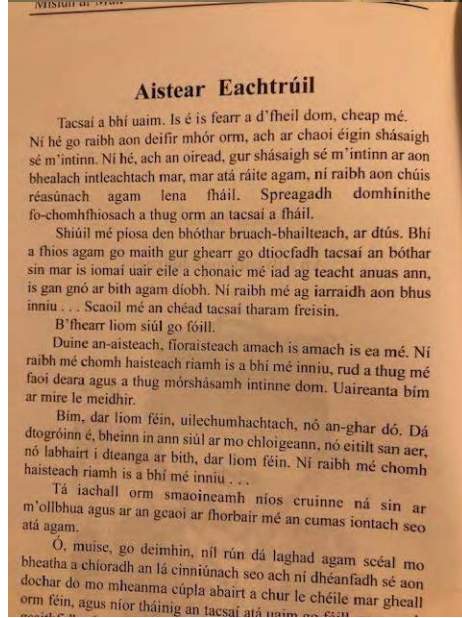 Misiún ar Muir
Aistear Eachtrúil
Tacsaí a bhí uaim. Is é is fearr a d'fheil dom, cheap mé.
Ní hé go raibh aon deifir mhór orm, ach ar chaoi éigin shásaigh
sé m'intinn. Ní hé, ach an oiread, gur shásaigh sé m'intinn ar aon
bhealach intleachtach mar, mar atá ráite agam, ní raibh aon chúis
réasúnach agam lena fháil. Spreagadh domhínithe
fo-chomhfhiosach a thug orm an tacsaí a fháil.
Shiúil mé píosa den bhóthar bruach-bhailteach, ar dtús. Bhí
a fhios agam go maith gur ghearr go dtiocfadh tacsaí an bóthar
sin mar is iomaí uair eile a chonaic mé iad ag teacht anuas ann,
is gan gnó ar bith agam díobh. Ní raibh mé ag iarraidh aon bhus
inniu . . . Scaoil mé an chéad tacsaí tharam freisin.
B'fhearr liom siúl go fóill.
Duine an-aisteach, fíoraisteach amach is amach is ea mé. Ní
raibh mé chomh haisteach riamh is a bhí mé inniu, rud a thug mé
faoi deara agus a thug mórshásamh intinne dom. Uaireanta bím
ar mire le meidhir.
Bím, dar liom féin, uilechumhachtach, nó an-ghar dó. Dá
dtogróinn é, bheinn in ann siúl ar mo chloigeann, nó eitilt san aer,
nó labhairt i dteanga ar bith, dar liom féin. Ní raibh mé chomh
haisteach riamh is a bhí mé inniu . . .
Tá iachall orm smaoineamh níos cruinne ná sin ar
m'ollbhua agus ar an gcaoi ar fhorbair mé an cumas iontach seo
atá agam.
Ó, muise, go deimhin, níl rún dá laghad agam scéal mo
bheatha a chíoradh an lá cinniúnach seo ach ní dhéanfadh sé aon
dochar do mo mheanma cúpla abairt a chur le chéile mar gheall
orm féin, agus níor tháinig an tacsaí atá uaim go fóill